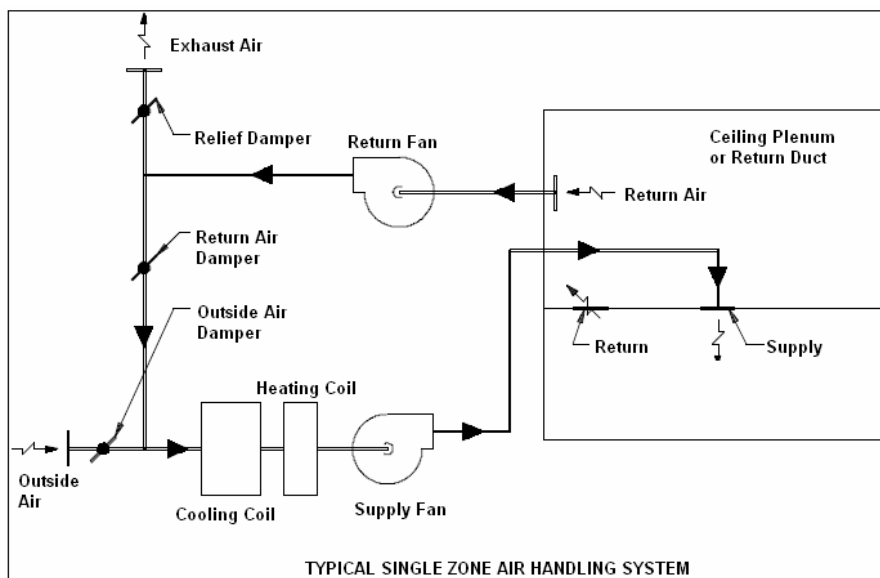 Exhaust Air
Relief Damper
Return Fan
Ceiling Plenum
or Return Duct
Return Air
Return Air
Damper
Outside Air
Damper
Return
Supply
Heating Coil
Outside
Air
Cooling Coil
Supply Fan
TYPICAL SINGLE ZONE AIR HANDLING SYSTEM